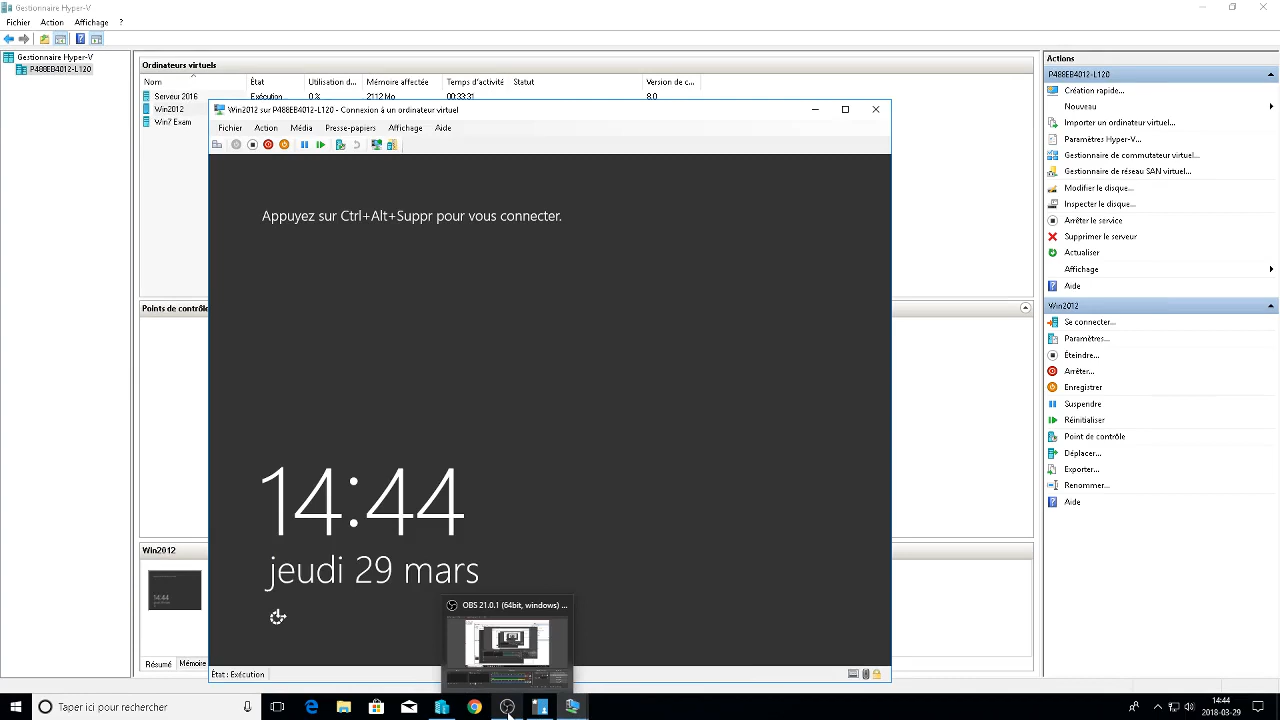 Gestionnaire Hyper-V
Fichier Action Affichage ?
Gestionnaire Hyper-V
P488EB4012-L120
Ordinateurs virtuels
Nom État Utilisation d... Mémoire affectée Temps d'activité Statut Version de c...
Serveur 2016 Exécution 0 % 2112 Mo 00:33:31 8.0
Win2012
Win7 Exam
Win2012 sur P488EB4012-L120 - Connexion à un ordinateur virtuel
Fichier Action Média Presse-papiers Affichage Aide
Appuyez sur Ctrl+Alt+Suppr pour vous connecter.
14:44
jeudi 29 mars
État : Exécution
Points de contrôle
Win2012
Résumé Mémoire
OBS 21.0.1 (64bit, windows) ...
Actions
P488EB4012-L120
Création rapide...
Nouveau
Importer un ordinateur virtuel...
Paramètres Hyper-V...
Gestionnaire de commutateur virtuel...
Gestionnaire de réseau SAN virtuel...
Modifier le disque...
Inspecter le disque...
Arrêter le service
Supprimer le serveur
Actualiser
Affichage
Aide
Win2012
Se connecter...
Paramètres...
Éteindre...
Arrêter...
Enregistrer
Suspendre
Réinitialiser
Point de contrôle
Déplacer...
Exporter...
Renommer...
Aide
Taper ici pour rechercher
14:44
2018-03-29